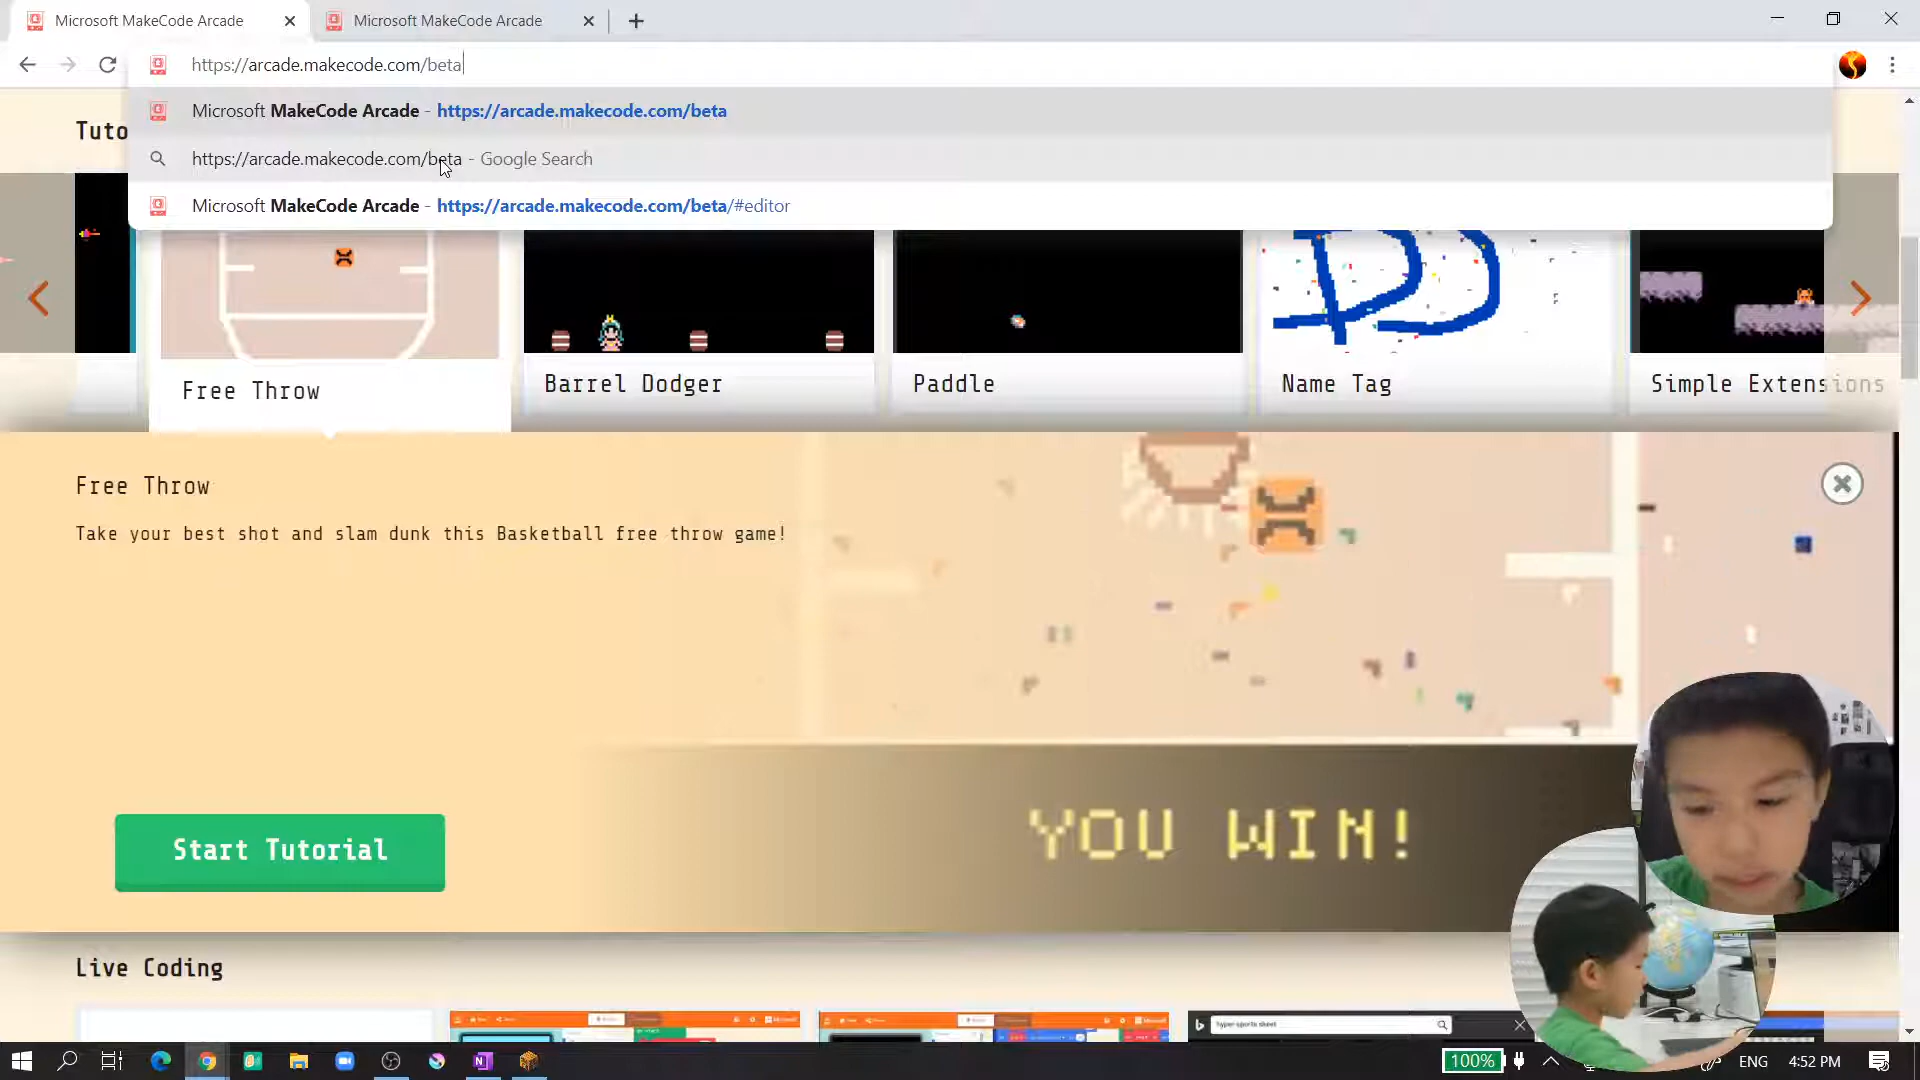 Microsoft MakeCode Arcade
Microsoft MakeCode Arcade
https://arcade.makecode.com/beta
Microsoft MakeCode Arcade - https://arcade.makecode.com/beta
https://arcade.makecode.com/beta - Google Search
Microsoft MakeCode Arcade - https://arcade.makecode.com/beta/#editor
Tuto
Free Throw
Barrel Dodger
Paddle
Name Tag
Simple Extensions
Free Throw
Take your best shot and slam dunk this Basketball free throw game!
YOU WIN!
Start Tutorial
Live Coding
hyper sports skeet
100%
ENG
4:52 PM